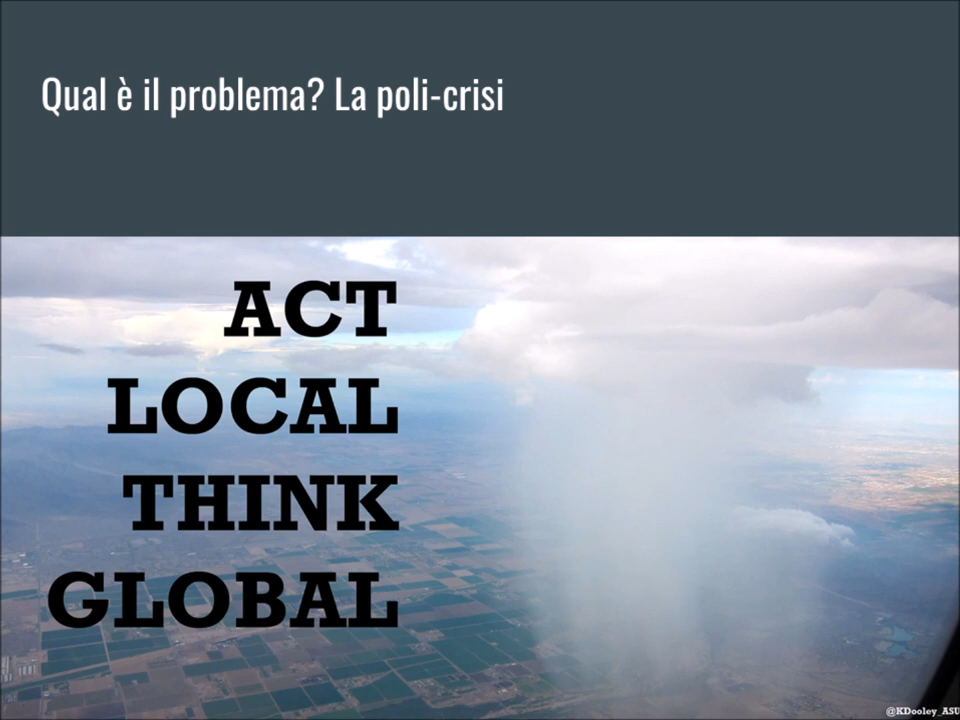 Qual è il problema? La poli-crisi
ACT
LOCAL
THINK
GLOBAL
@KDooley_ASU